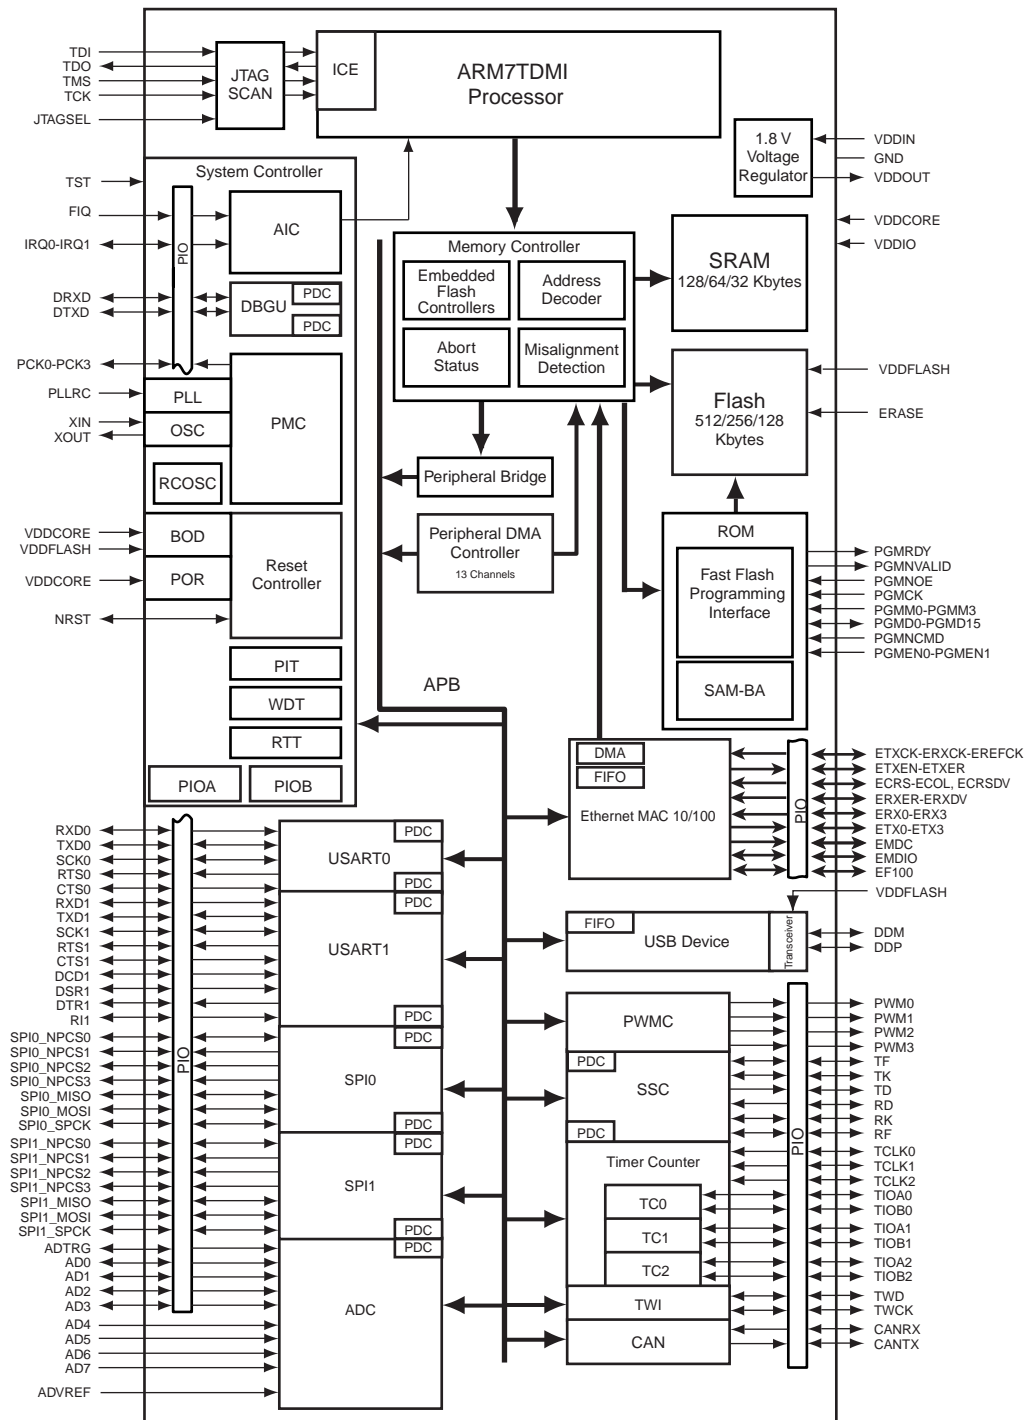 TDI
TDO
TMS
TCK
JTAGSEL
JTAG
SCAN
ICE
ARM7TDMI
Processor
1.8 V
Voltage
Regulator
VDDIN
GND
VDDOUT
VDDCORE
VDDIO
System Controller
TST
FIQ
IRQ0-IRQ1
PIO
AIC
DRXD
DTXD
DBGU
PDC
PDC
PCK0-PCK3
PLLRC
PLL
XIN
XOUT
OSC
PMC
RCOSC
VDDCORE
VDDFLASH
BOD
VDDCORE
POR
Reset
Controller
NRST
PIT
WDT
RTT
PIOA
PIOB
Memory Controller
Embedded
Flash
Controllers
Address
Decoder
Abort
Status
Misalignment
Detection
SRAM
128/64/32 Kbytes
Flash
512/256/128
Kbytes
VDDFLASH
ERASE
Peripheral Bridge
Peripheral DMA
Controller
13 Channels
ROM
Fast Flash
Programming
Interface
SAM-BA
PGMRDY
PGMNVALID
PGMNOE
PGMCK
PGMM0-PGMM3
PGMD0-PGMD15
PGMNCMD
PGMEN0-PGMEN1
APB
DMA
FIFO
Ethernet MAC 10/100
PIO
ETXCK-ERXCK-EREFCK
ETXEN-ETXER
ECRS-ECOL, ECRSDV
ERXER-ERXDV
ERX0-ERX3
ETX0-ETX3
EMDC
EMDIO
EF100
VDDFLASH
FIFO
USB Device
Transceiver
DDM
DDP
RXD0
TXD0
SCK0
RTS0
CTS0
RXD1
TXD1
SCK1
RTS1
CTS1
DCD1
DSR1
DTR1
RI1
SPI0_NPCS0
SPI0_NPCS1
SPI0_NPCS2
SPI0_NPCS3
SPI0_MISO
SPI0_MOSI
SPI0_SPCK
SPI1_NPCS0
SPI1_NPCS1
SPI1_NPCS2
SPI1_NPCS3
SPI1_MISO
SPI1_MOSI
SPI1_SPCK
ADTRG
AD0
AD1
AD2
AD3
AD4
AD5
AD6
AD7
ADVREF
PIO
PDC
USART0
PDC
PDC
USART1
PDC
PDC
SPI0
PDC
PDC
SPI1
PDC
PDC
ADC
PWMC
PDC
SSC
PDC
Timer Counter
TC0
TC1
TC2
TWI
CAN
PIO
PWM0
PWM1
PWM2
PWM3
TF
TK
TD
RD
RK
RF
TCLK0
TCLK1
TCLK2
TIOA0
TIOB0
TIOA1
TIOB1
TIOA2
TIOB2
TWD
TWCK
CANRX
CANTX